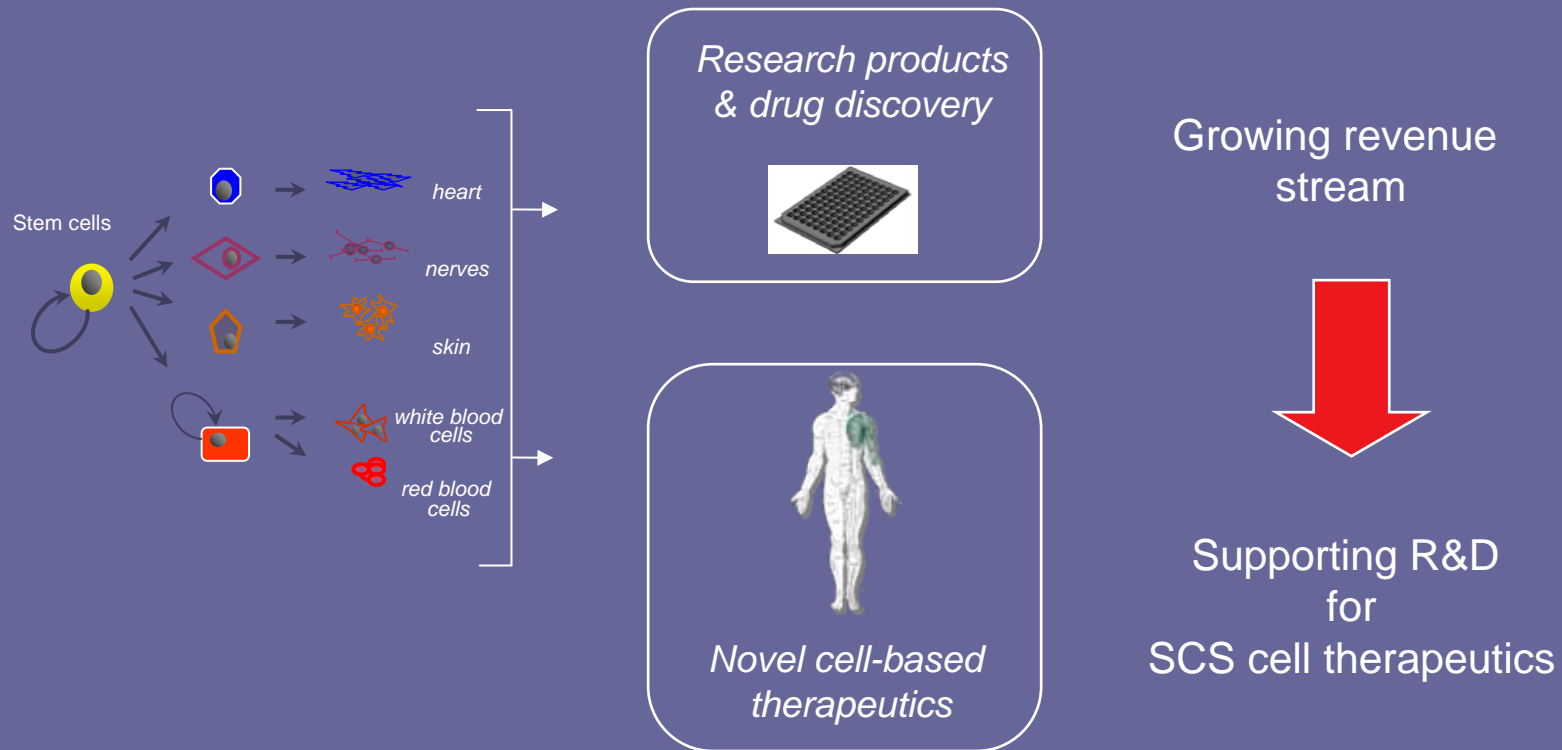 Stem cells
heart
nerves
skin
white blood
cells
red blood
cells
Research products
& drug discovery
Novel cell-based
therapeutics
Growing revenue
stream
Supporting R&D
for
SCS cell therapeutics